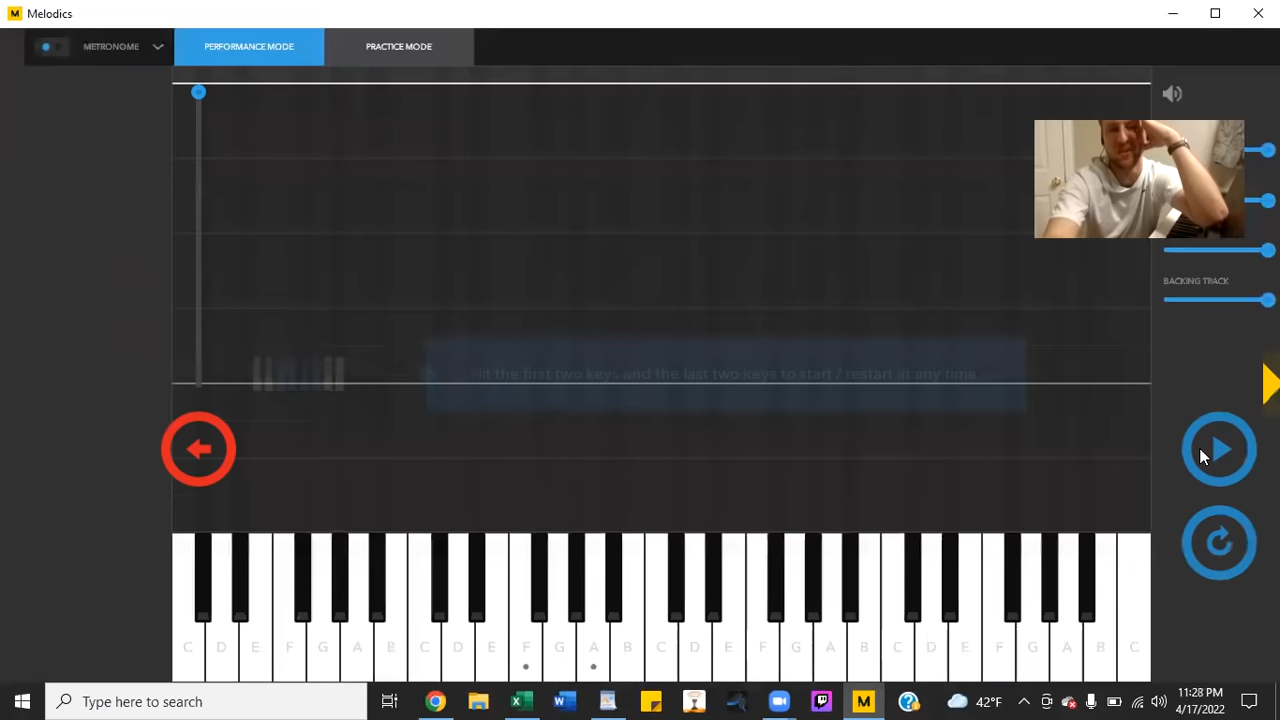 Melodics
METRONOME
PERFORMANCE MODE
PRACTICE MODE
BACKING TRACK
the first two keys and the last two keys to start / restart at any time
C D E F G A B C D E F G A B C D E F G A B C D E F G A B C
Type here to search
42°F
11:28 PM
4/17/2022